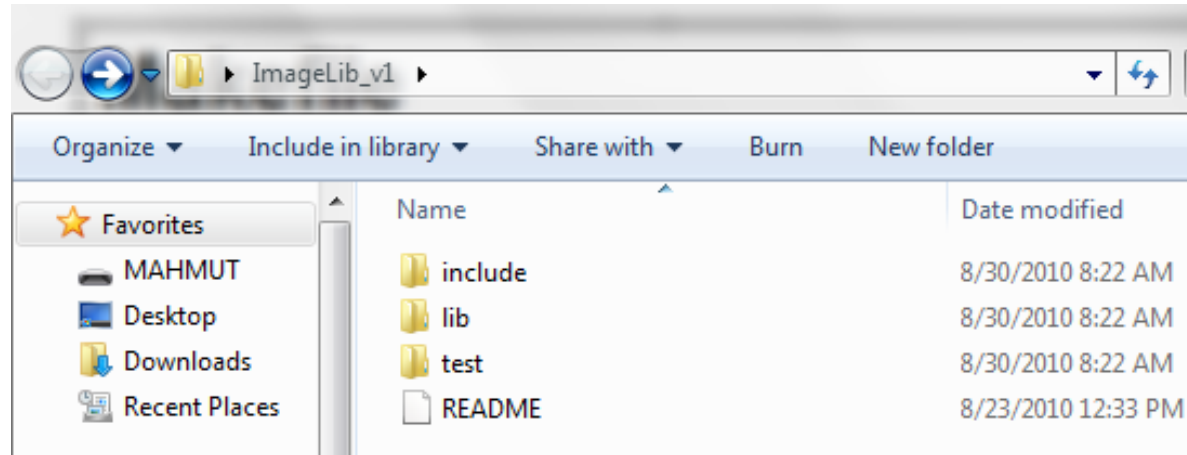 ImageLib_v1
Organize Include in library Share with Burn New folder
Favorites
MAHMUT
Desktop
Downloads
Recent Places
Name Date modified
include 8/30/2010 8:22 AM
lib 8/30/2010 8:22 AM
test 8/30/2010 8:22 AM
README 8/23/2010 12:33 PM